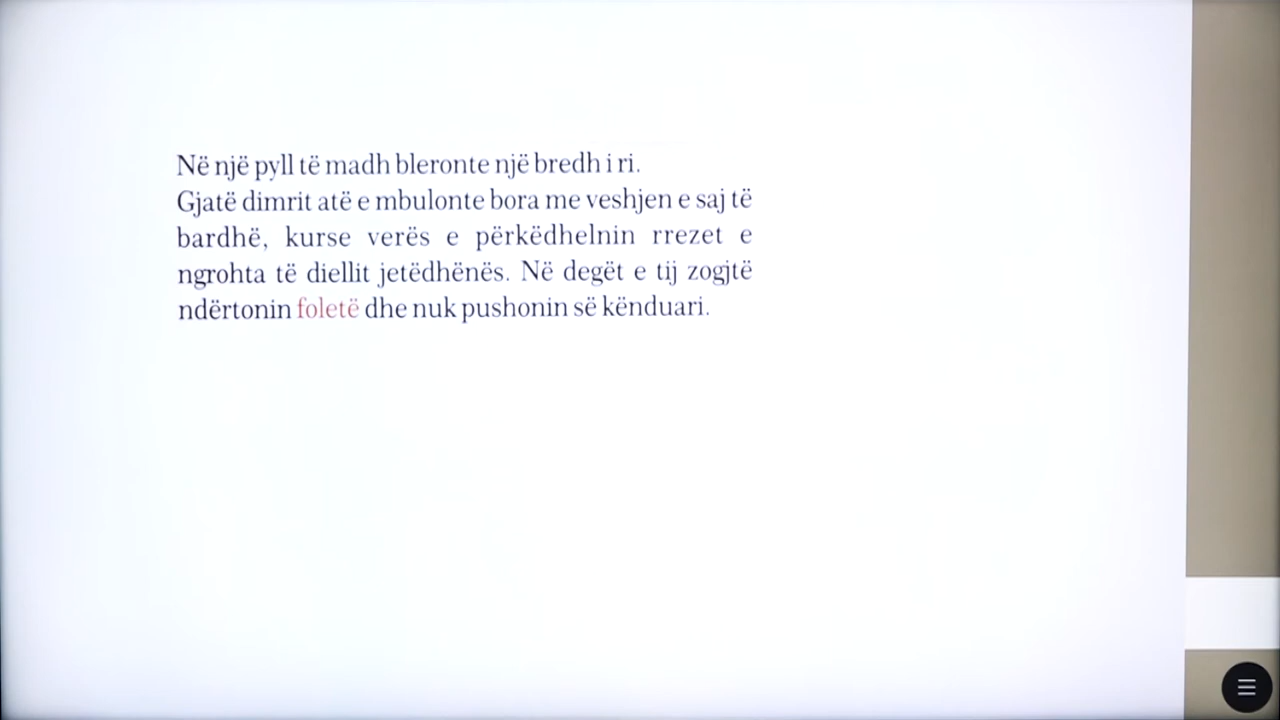 Në një pyll të madh bleronte një bredh i ri.
Gjatë dimrit atë e mbulonte bora me veshjen e saj të
bardhë, kurse verës e përkëdhelnin rrezet e
ngrohta të diellit jetëdhënës. Në degët e tij zogjtë
ndërtonin foletë dhe nuk pushonin së kënduari.